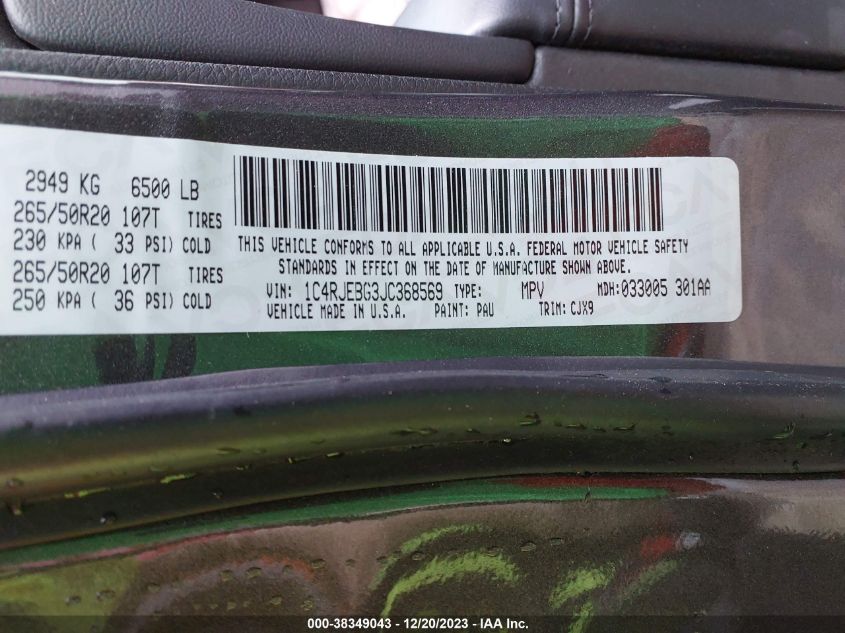 2949 KG 6500 LB
265/50R20 107T TIRES
230 KPA ( 33 PSI) COLD
265/50R20 107T TIRES
250 KPA ( 36 PSI) COLD
THIS VEHICLE CONFORMS TO ALL APPLICABLE U.S.A. FEDERAL MOTOR VEHICLE SAFETY
STANDARDS IN EFFECT ON THE DATE OF MANUFACTURE SHOWN ABOVE.
VIN: 1C4RJEBG3JC368569 TYPE: MPV MDH:033005 301AA
VEHICLE MADE IN U.S.A. PAINT: PAU TRIM: CJX9
000-38349043 - 12/20/2023 - IAA Inc.